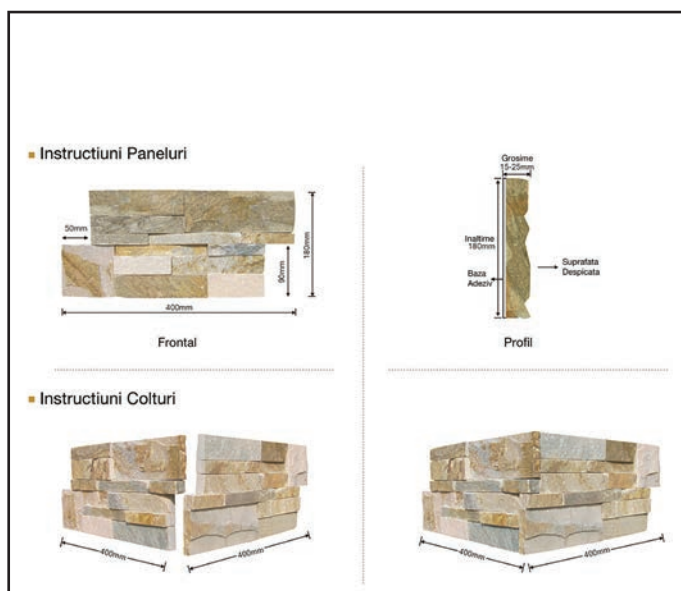 Instructiuni Paneluri
50mm
180mm
90mm
400mm
Frontal
Grosime
15-25mm
Inaltime
180mm
Baza
Adeziv
Suprafata
Despicata
Profil
Instructiuni Colturi
400mm
400mm
400mm
400mm